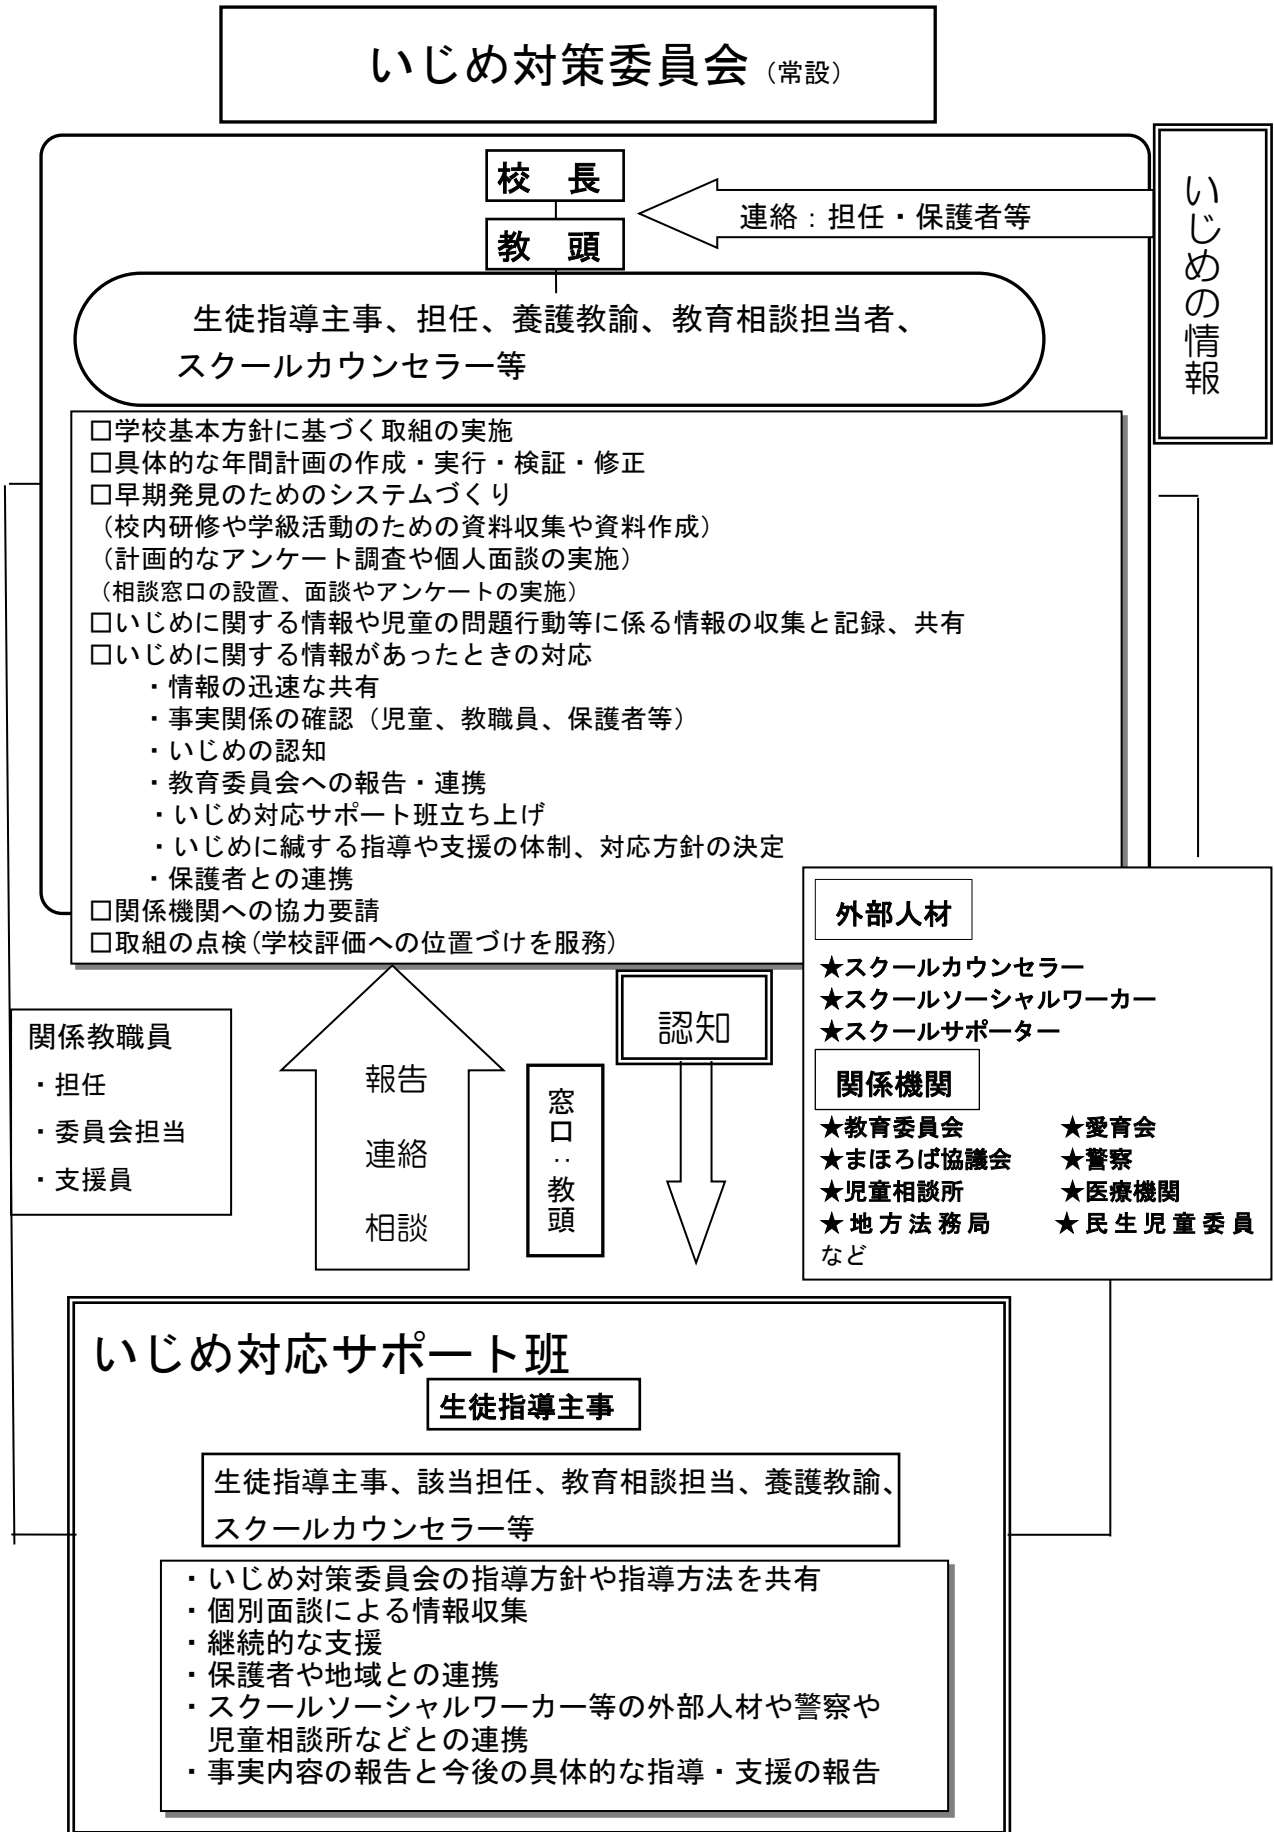 いじめ対策委員会（常設）
校　長
連絡：担任・保護者等
いじめの情報
教　頭
生徒指導主事、担任、養護教諭、教育相談担当者、
スクールカウンセラー等
□学校基本方針に基づく取組の実施
□具体的な年間計画の作成・実行・検証・修正
□早期発見のためのシステムづくり
（校内研修や学級活動のための資料収集や資料作成）
（計画的なアンケート調査や個人面談の実施）
（相談窓口の設置、面談やアンケートの実施）
□いじめに関する情報や児童の問題行動等に係る情報の収集と記録、共有
□いじめに関する情報があったときの対応
・情報の迅速な共有
・事実関係の確認（児童、教職員、保護者等）
・いじめの認知
・教育委員会への報告・連携
・いじめ対応サポート班立ち上げ
・いじめに緘する指導や支援の体制、対応方針の決定
・保護者との連携
□関係機関への協力要請
□取組の点検(学校評価への位置づけを服務）
外部人材
★スクールカウンセラー
★スクールソーシャルワーカー
★スクールサポーター
関係機関
★教育委員会　　　　★愛育会
★まほろば協議会　　★警察
★児童相談所　　　　★医療機関
★地方法務局　　★民生児童委員
など
関係教職員
・担任
・委員会担当
・支援員
報告
連絡
相談
窓口：教頭
認知
いじめ対応サポート班
生徒指導主事
生徒指導主事、該当担任、教育相談担当、養護教諭、
スクールカウンセラー等
・いじめ対策委員会の指導方針や指導方法を共有
・個別面談による情報収集
・継続的な支援
・保護者や地域との連携
・スクールソーシャルワーカー等の外部人材や警察や
児童相談所などとの連携
・事実内容の報告と今後の具体的な指導・支援の報告